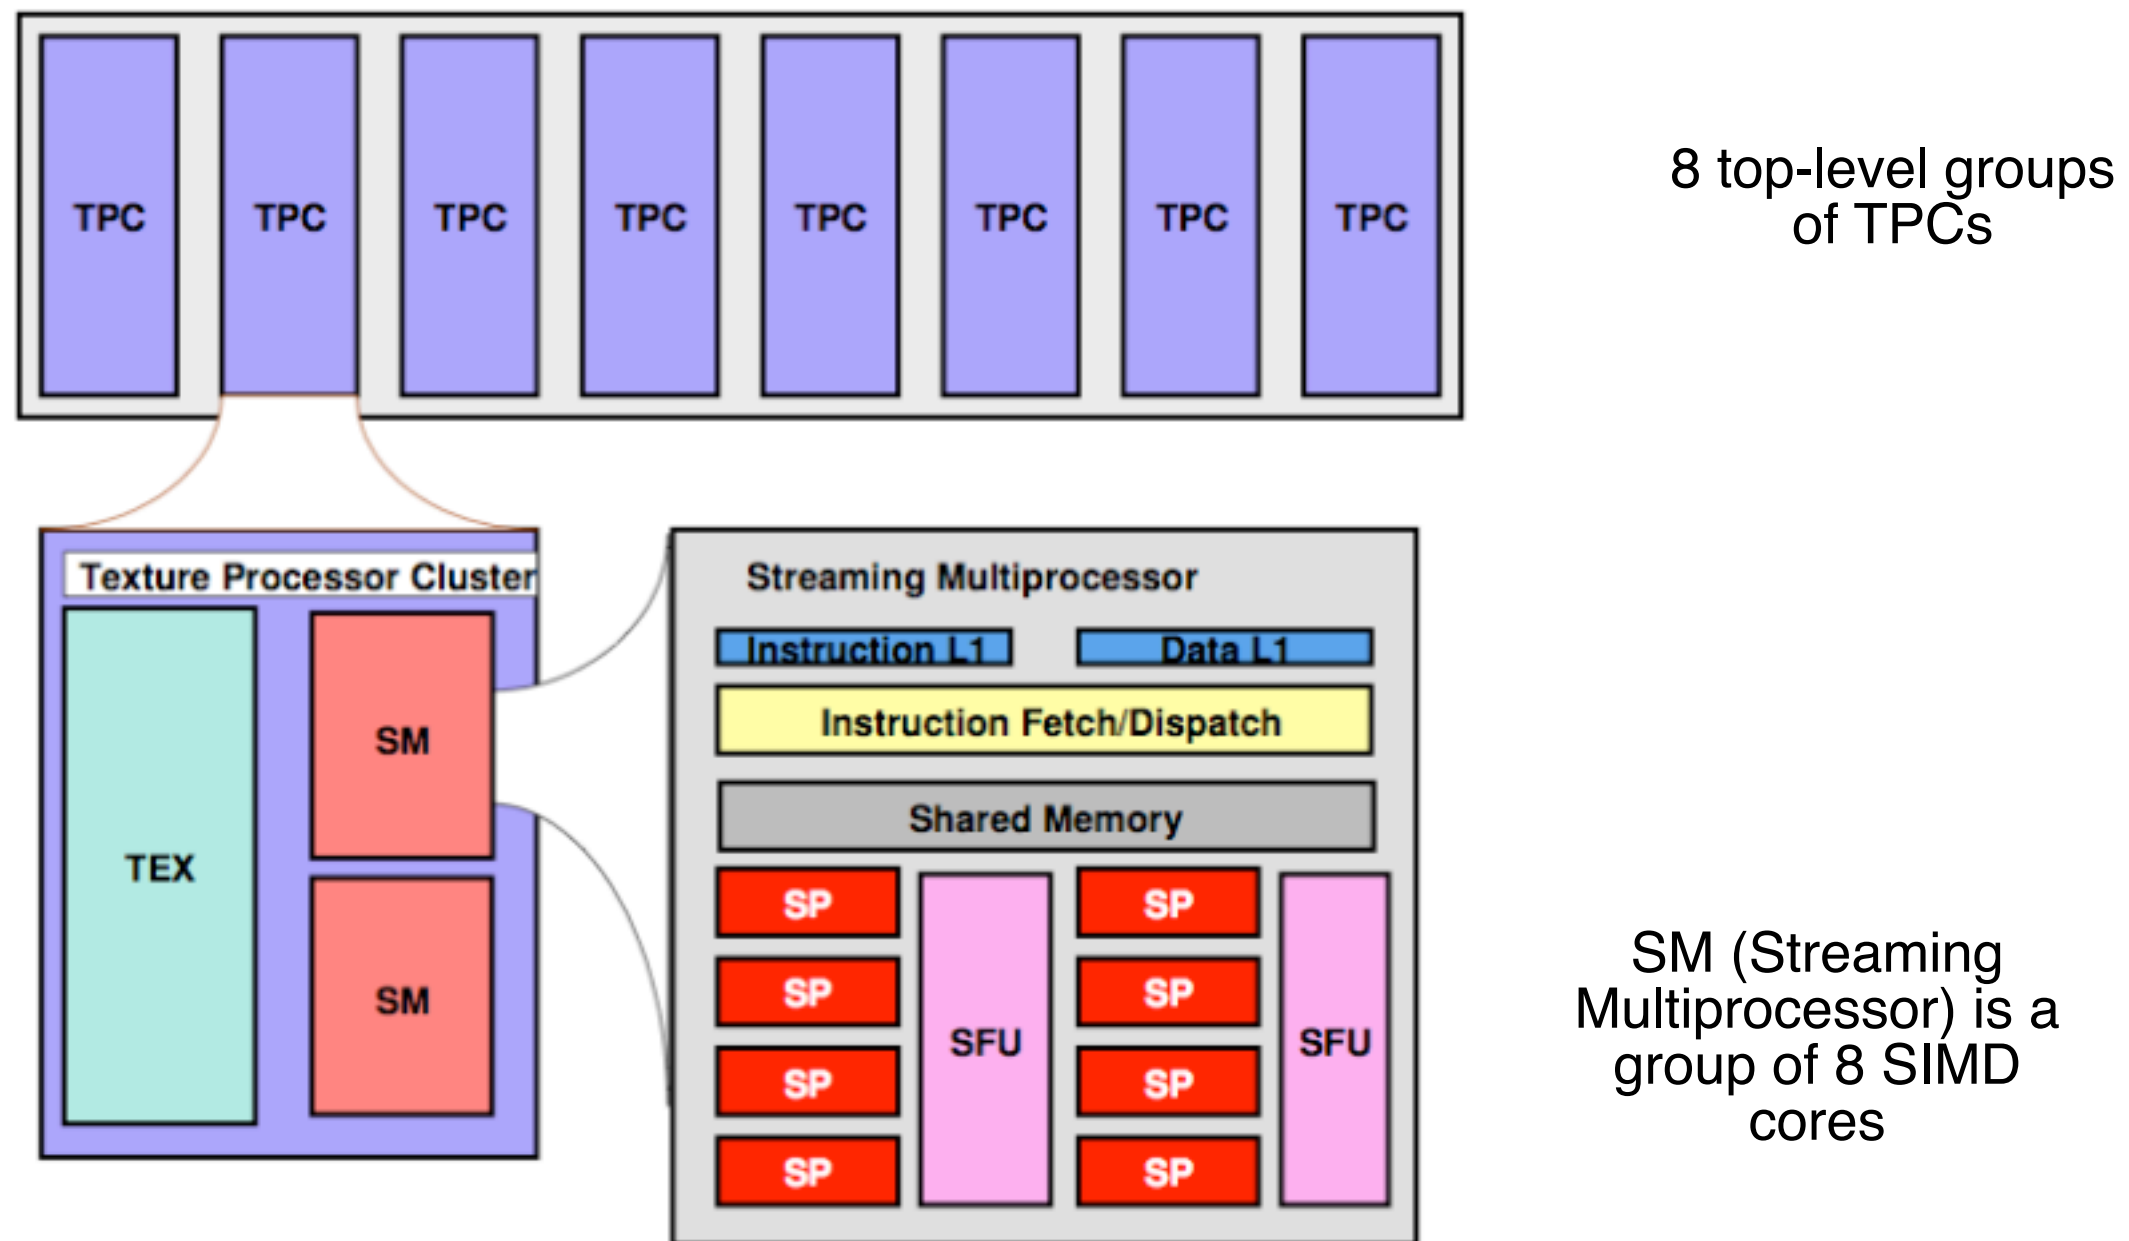 TPC TPC TPC TPC TPC TPC TPC TPC
8 top-level groups
of TPCs
Texture Processor Cluster
TEX
SM
SM
Streaming Multiprocessor
Instruction L1 Data L1
Instruction Fetch/Dispatch
Shared Memory
SP SP
SP SP
SFU SFU
SP SP
SP SP
SM (Streaming
Multiprocessor) is a
group of 8 SIMD
cores